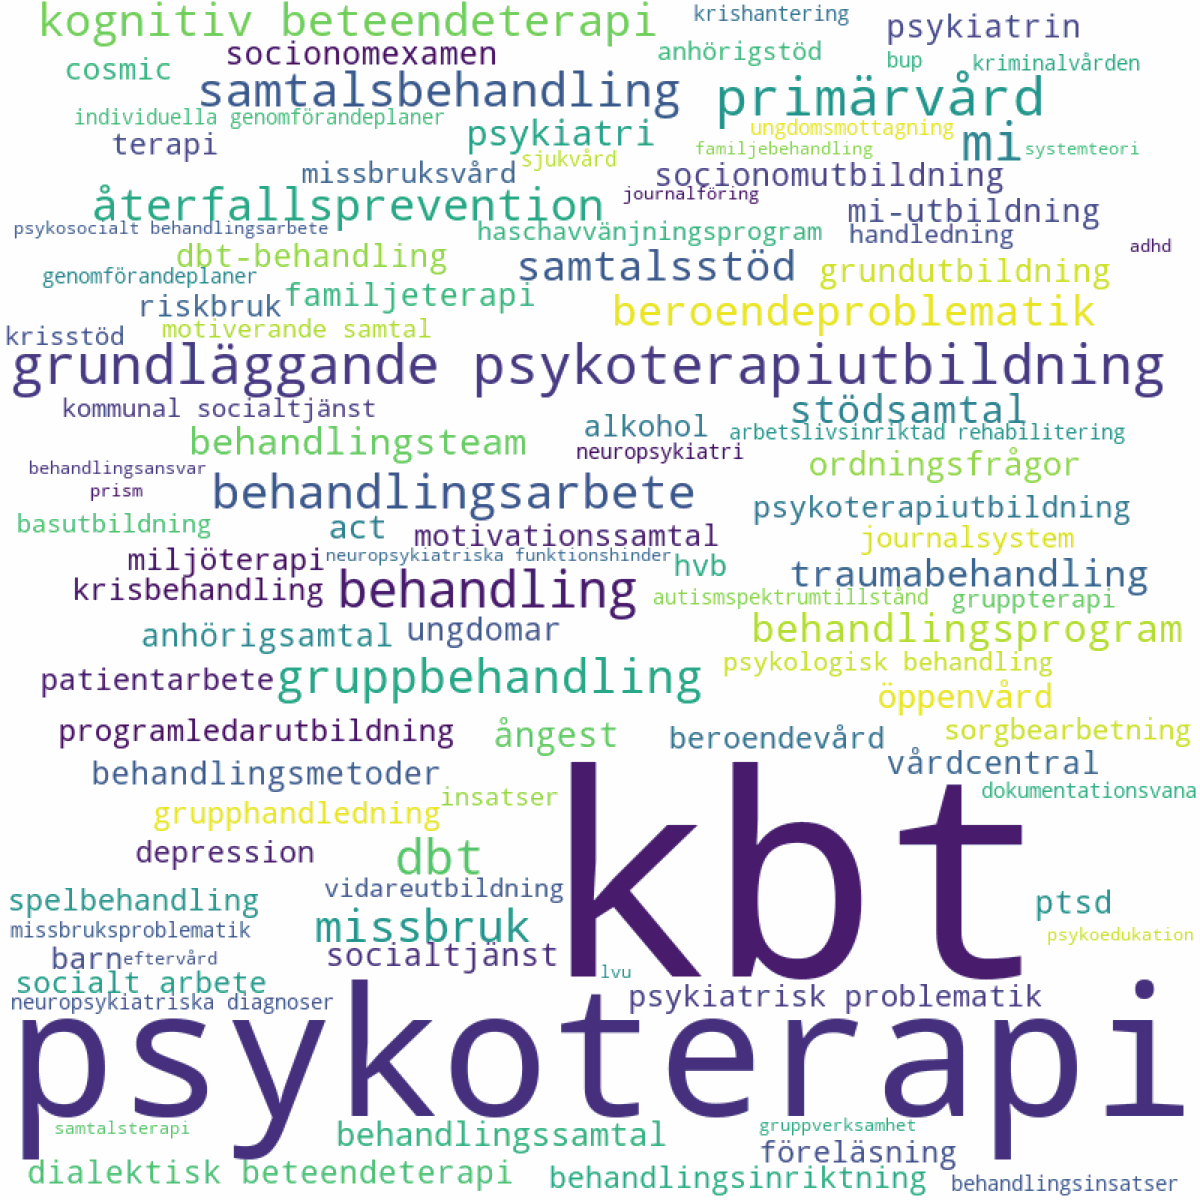 kognitiv beteendeterapi
krishantering
psykiatrin
socionomexamen
anhörigstöd
bup
kriminalvården
cosmic
samtalsbehandling
primärvård
individuella genomförandeplaner
terapi
psykiatri
ungdomsmottagning
mi
sjukvård
familjebehandling
systemteori
missbruksvård
socionomutbildning
journalföring
återfallsprevention
mi-utbildning
psykosocialt behandlingsarbete
haschavvänjningsprogram
handledning
adhd
dbt-behandling
samtalsstöd
grundutbildning
genomförandeplaner
riskbruk
familjeterapi
beroendeproblematik
krisstöd
motiverande samtal
grundläggande psykoterapiutbildning
kommunal socialtjänst
stödsamtal
alkohol
arbetslivsinriktad rehabilitering
behandlingsteam
neuropsykiatri
ordningsfrågor
behandlingsansvar
prism
behandlingsarbete
psykoterapiutbildning
basutbildning
act
motivationssamtal
journalsystem
miljöterapi
neuropsykiatriska funktionshinder
hvb
traumabehandling
krisbehandling
behandling
autismspektrumtillstånd
gruppterapi
anhörigsamtal
ungdomar
behandlingsprogram
psykologisk behandling
patientarbete
gruppbehandling
öppenvård
programledarutbildning
ångest
beroendevård
sorgbearbetning
behandlingsmetoder
vårdcentral
insatser
dokumentationsvana
grupphandledning
kbt
depression
dbt
spelbehandling
vidareutbildning
ptsd
missbruksproblematik
missbruk
psykoedukation
barn
eftervård
socialtjänst
lvu
socialt arbete
neuropsykiatriska diagnoser
psykiatrisk problematik
psykoterapi
samtalsterapi
behandlingssamtal
gruppverksamhet
föreläsning
dialektisk beteendeterapi
behandlingsinriktning
behandlingsinsatser